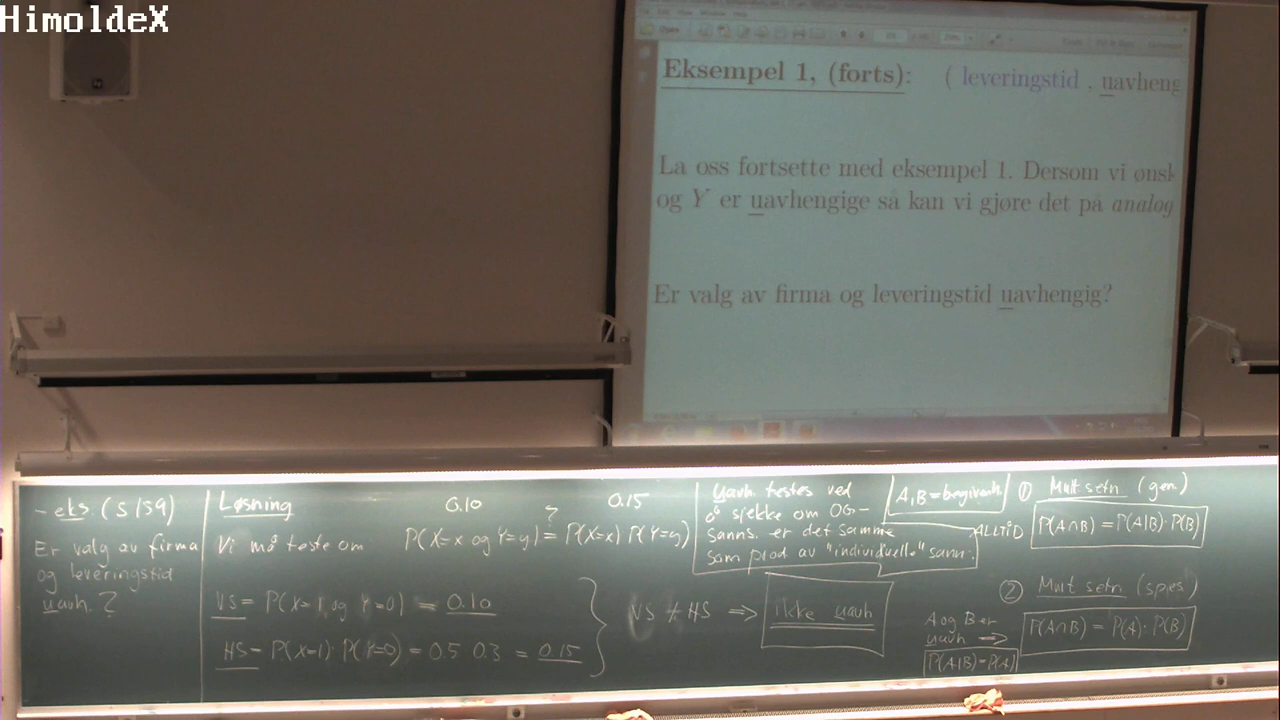 HimoldeX
Eksempel 1, (forts): ( leveringstid , uavheng
La oss fortsette med eksempel 1. Dersom vi ønsk
og Y er uavhengige så kan vi gjøre det på analog
Er valg av firma og leveringstid uavhengig?
- eks (s 159)
Er valg av firma
og leveringstid
uavh. ?
Løsning
0.10 0.15
Vi må teste om P(X=x og Y=y) =? P(X=x) P(Y=y)
VS = P(X=1, og Y=0) = 0.10
HS = P(X=1)· P(Y=0) = 0.5 0.3 = 0.15
VS ≠ HS ⇒ ikke uavh
Uavh. testes ved
å sjekke om OG-
sanns. er det samme
som prod av "individuelle" sann.
A, B = begivenh.
① Mult setn (gen.)
ALLTID P(A∩B) = P(A|B)·P(B)
② Mult setn (spes.)
A og B er
uavh ⇒
P(A∩B) = P(A)·P(B)
P(A|B)=P(A)